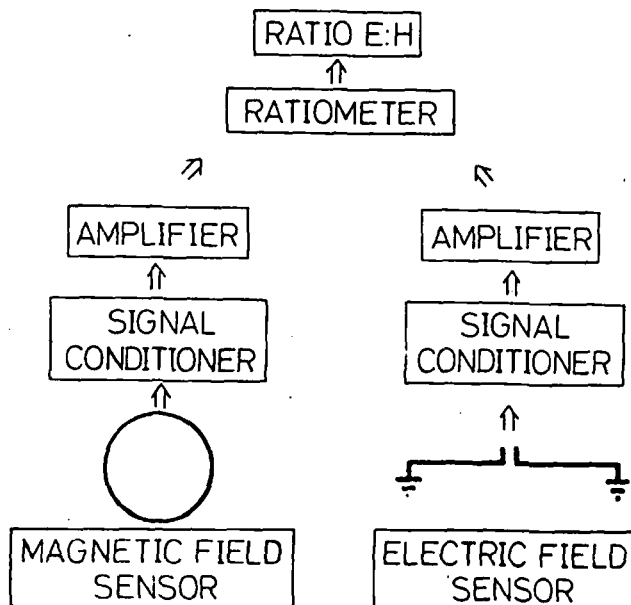 RATIO E:H
RATIOMETER
AMPLIFIER
AMPLIFIER
SIGNAL
CONDITIONER
SIGNAL
CONDITIONER
MAGNETIC FIELD
SENSOR
ELECTRIC FIELD
SENSOR